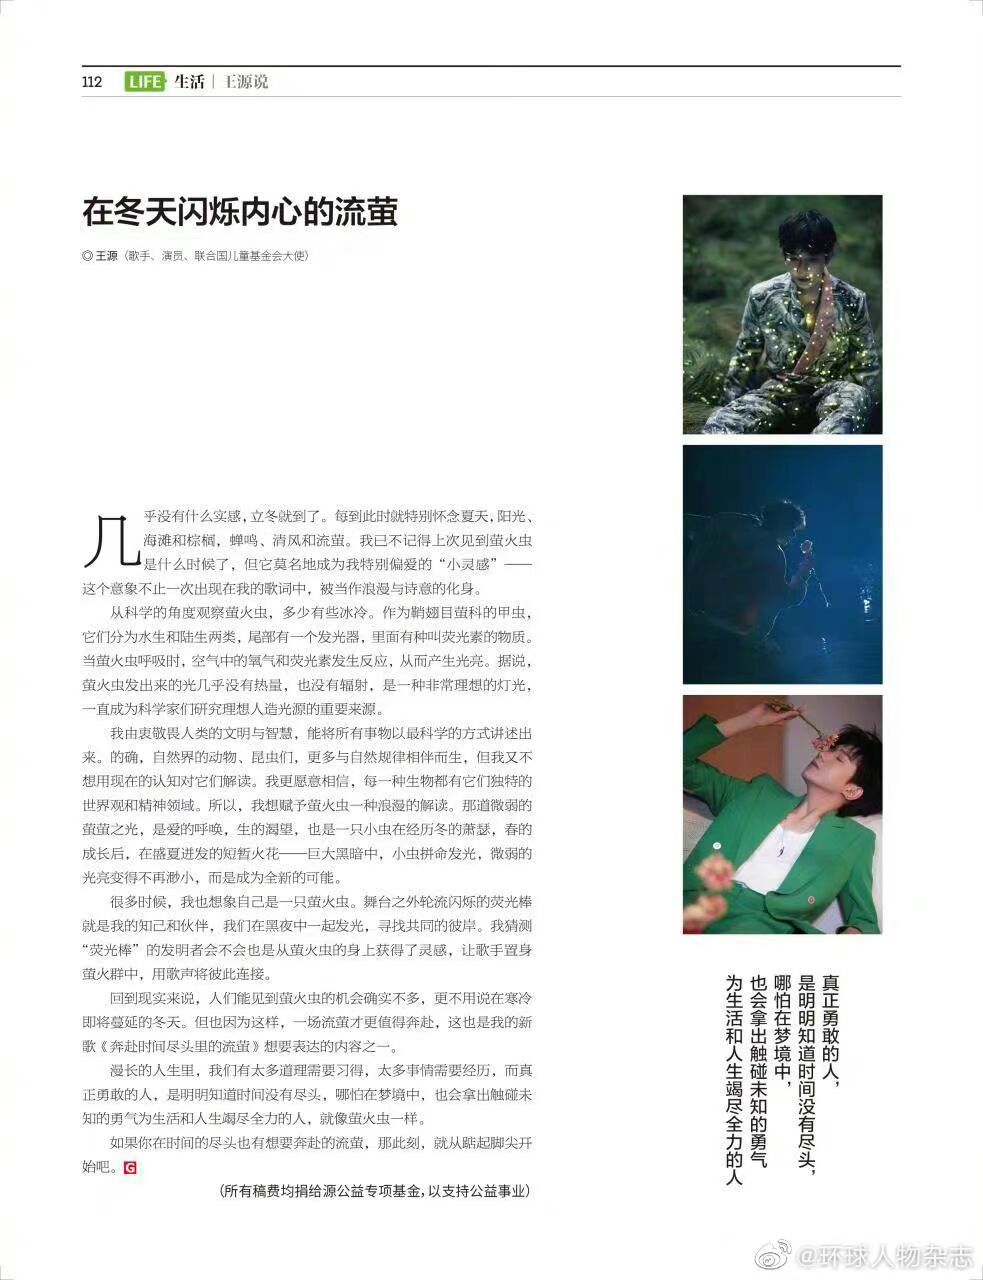 112 LIFE 生活 | 王源说
在冬天闪烁内心的流萤
◎ 王源（歌手、演员、联合国儿童基金会大使）
几乎没有什么实感，立冬就到了。每到此时就特别怀念夏天，阳光、
海滩和棕榈，蝉鸣、清风和流萤。我已不记得上次见到萤火虫
是什么时候了，但它莫名地成为我特别偏爱的“小灵感”——
这个意象不止一次出现在我的歌词中，被当作浪漫与诗意的化身。
从科学的角度观察萤火虫，多少有些冰冷。作为鞘翅目萤科的甲虫，
它们分为水生和陆生两类，尾部有一个发光器，里面有种叫荧光素的物质。
当萤火虫呼吸时，空气中的氧气和荧光素发生反应，从而产生光亮。据说，
萤火虫发出来的光几乎没有热量，也没有辐射，是一种非常理想的灯光，
一直成为科学家们研究理想人造光源的重要来源。
我由衷敬畏人类的文明与智慧，能将所有事物以最科学的方式讲述出
来。的确，自然界的动物、昆虫们，更多与自然规律相伴而生，但我又不
想用现在的认知对它们解读。我更愿意相信，每一种生物都有它们独特的
世界观和精神领域。所以，我想赋予萤火虫一种浪漫的解读。那道微弱的
萤萤之光，是爱的呼唤，生的渴望，也是一只小虫在经历冬的萧瑟，春的
成长后，在盛夏迸发的短暂火花——巨大黑暗中，小虫拼命发光，微弱的
光亮变得不再渺小，而是成为全新的可能。
很多时候，我也想象自己是一只萤火虫。舞台之外轮流闪烁的荧光棒
就是我的知己和伙伴，我们在黑夜中一起发光，寻找共同的彼岸。我猜测
“荧光棒”的发明者会不会也是从萤火虫的身上获得了灵感，让歌手置身
萤火群中，用歌声将彼此连接。
回到现实来说，人们能见到萤火虫的机会确实不多，更不用说在寒冷
即将蔓延的冬天。但也因为这样，一场流萤才更值得奔赴，这也是我的新
歌《奔赴时间尽头里的流萤》想要表达的内容之一。
漫长的人生里，我们有太多道理需要习得，太多事情需要经历，而真
正勇敢的人，是明明知道时间没有尽头，哪怕在梦境中，也会拿出触碰未
知的勇气为生活和人生竭尽全力的人，就像萤火虫一样。
如果你在时间的尽头也有想要奔赴的流萤，那此刻，就从踮起脚尖开
始吧。G
（所有稿费均捐给源公益专项基金，以支持公益事业）
真正勇敢的人，
是明明知道时间没有尽头，
哪怕在梦境中，
也会拿出触碰未知的勇气
为生活和人生竭尽全力的人
@环球人物杂志